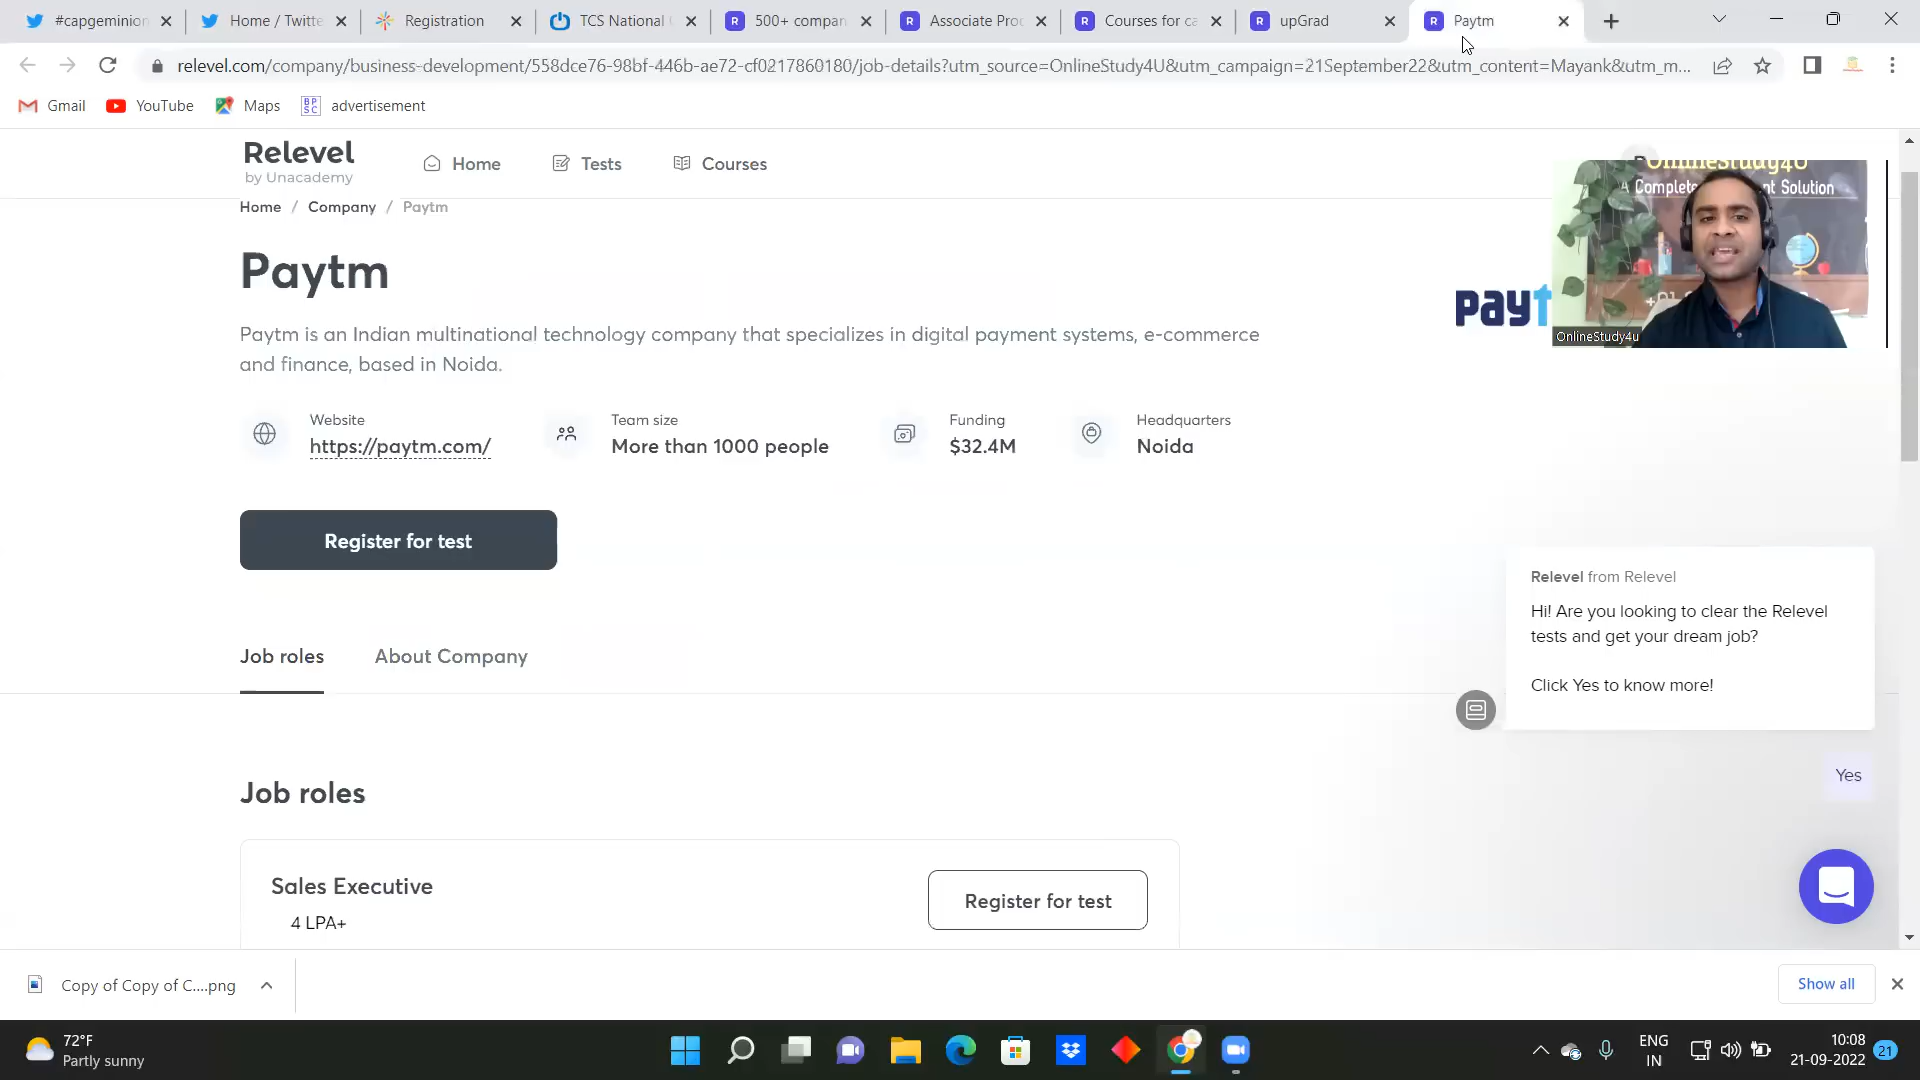 #capgeminion
Home / Twitte
Registration
TCS National
500+ compan
Associate Proc
Courses for ca
upGrad
Paytm
relevel.com/company/business-development/558dce76-98bf-446b-ae72-cf0217860180/job-details?utm_source=OnlineStudy4U&utm_campaign=21September22&utm_content=Mayank&utm_m...
Gmail
YouTube
Maps
BPSC
advertisement
Relevel
by Unacademy
Home
Tests
Courses
Home / Company / Paytm
OnlineStudy4U
A Complete
nt Solution
OnlineStudy4u
Paytm
payt
Paytm is an Indian multinational technology company that specializes in digital payment systems, e-commerce
and finance, based in Noida.
Website
https://paytm.com/
Team size
More than 1000 people
Funding
$32.4M
Headquarters
Noida
Register for test
Job roles
About Company
Relevel from Relevel
Hi! Are you looking to clear the Relevel
tests and get your dream job?
Click Yes to know more!
Yes
Job roles
Sales Executive
4 LPA+
Register for test
Copy of Copy of C....png
Show all
72°F
Partly sunny
ENG
IN
10:08
21-09-2022
21